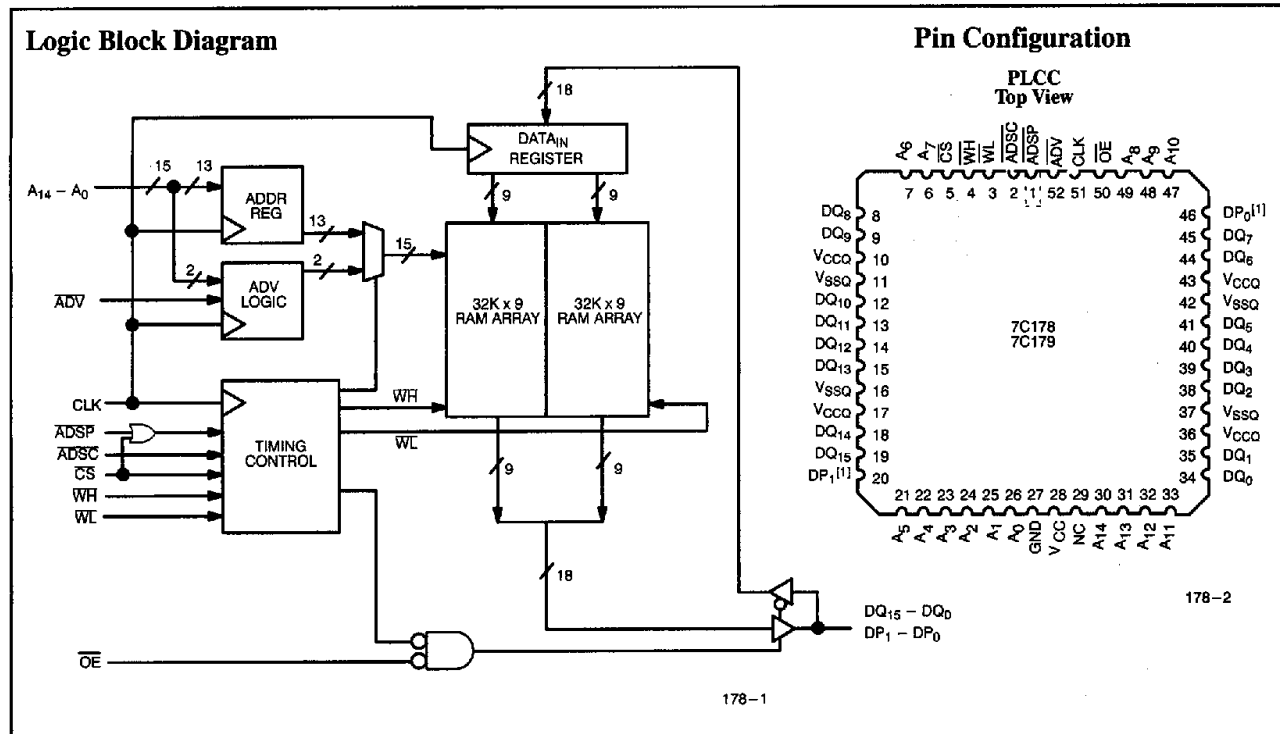 Logic Block Diagram
18
DATA_IN
REGISTER
9
9
15
13
A14 – A0
ADDR
REG
13
15
2
2
ADV
ADV
LOGIC
32K x 9
RAM ARRAY
32K x 9
RAM ARRAY
CLK
ADSP
ADSC
CS
WH
WL
TIMING
CONTROL
WH
WL
9
9
18
OE
DQ15 – DQ0
DP1 – DP0
178–1
Pin Configuration
PLCC
Top View
A6 A7 CS WH WL ADSC ADSP ADV CLK OE A8 A9 A10
7 6 5 4 3 2 1 52 51 50 49 48 47
DQ8 8
DQ9 9
VCCQ 10
VSSQ 11
DQ10 12
DQ11 13
DQ12 14
DQ13 15
VSSQ 16
VCCQ 17
DQ14 18
DQ15 19
DP1[1] 20
7C178
7C179
46 DP0[1]
45 DQ7
44 DQ6
43 VCCQ
42 VSSQ
41 DQ5
40 DQ4
39 DQ3
38 DQ2
37 VSSQ
36 VCCQ
35 DQ1
34 DQ0
21 22 23 24 25 26 27 28 29 30 31 32 33
A5 A4 A3 A2 A1 A0 GND VCC NC A14 A13 A12 A11
178–2